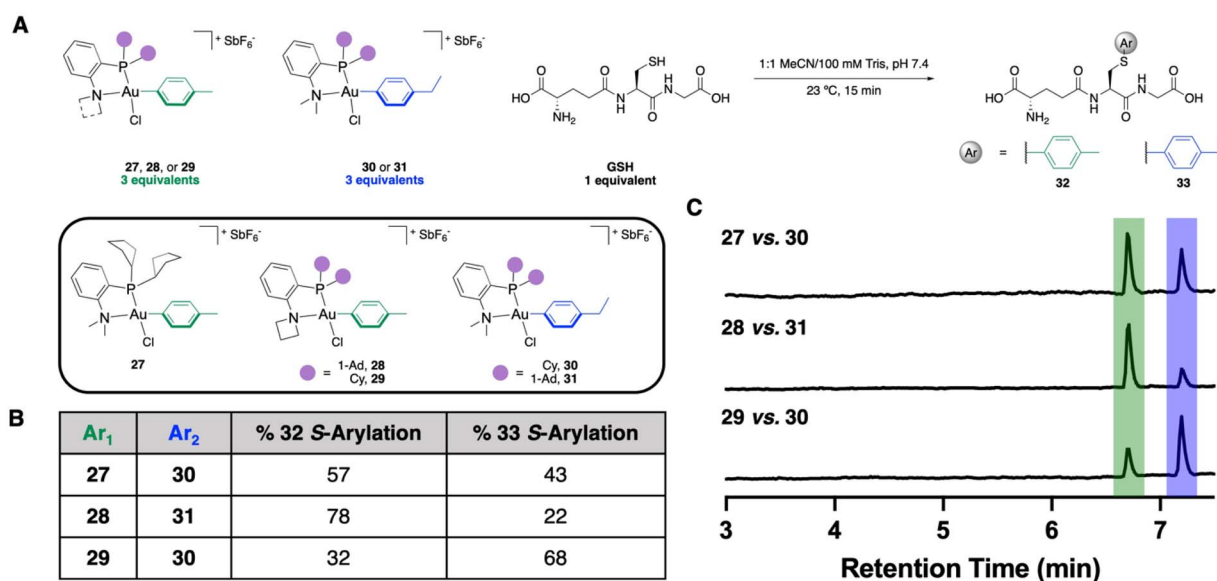 A
+ SbF6-
+ SbF6-
P
N
Au
Cl
P
N
Au
Cl
O
HO
NH2
O
N
H
SH
O
H
N
O
OH
1:1 MeCN/100 mM Tris, pH 7.4
23 ºC, 15 min
Ar
S
O
HO
NH2
O
N
H
O
H
N
O
OH
27, 28, or 29
3 equivalents
30 or 31
3 equivalents
GSH
1 equivalent
Ar =
32
33
+ SbF6-
+ SbF6-
+ SbF6-
P
N
Au
Cl
P
N
Au
Cl
P
N
Au
Cl
27
= 1-Ad, 28
Cy, 29
= Cy, 30
1-Ad, 31
B
Ar1 Ar2 % 32 S-Arylation % 33 S-Arylation
27 30 57 43
28 31 78 22
29 30 32 68
C
27 vs. 30
28 vs. 31
29 vs. 30
3 4 5 6 7
Retention Time (min)